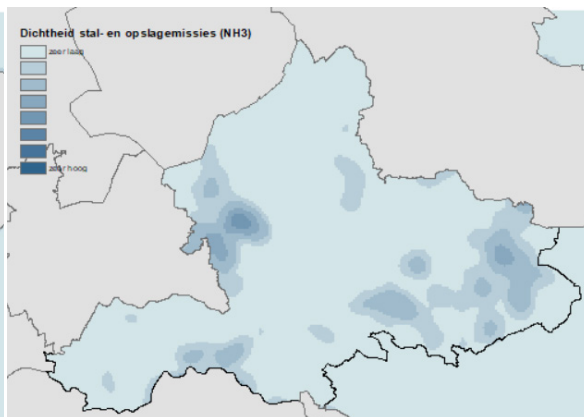 Dichtheid stal- en opslagemissies (NH3)
zeer laag
zeer hoog